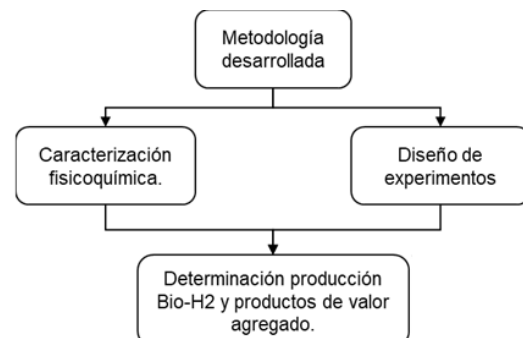 Metodología
desarrollada
Caracterización
fisicoquímica.
Diseño de
experimentos
Determinación producción
Bio-H2 y productos de valor
agregado.